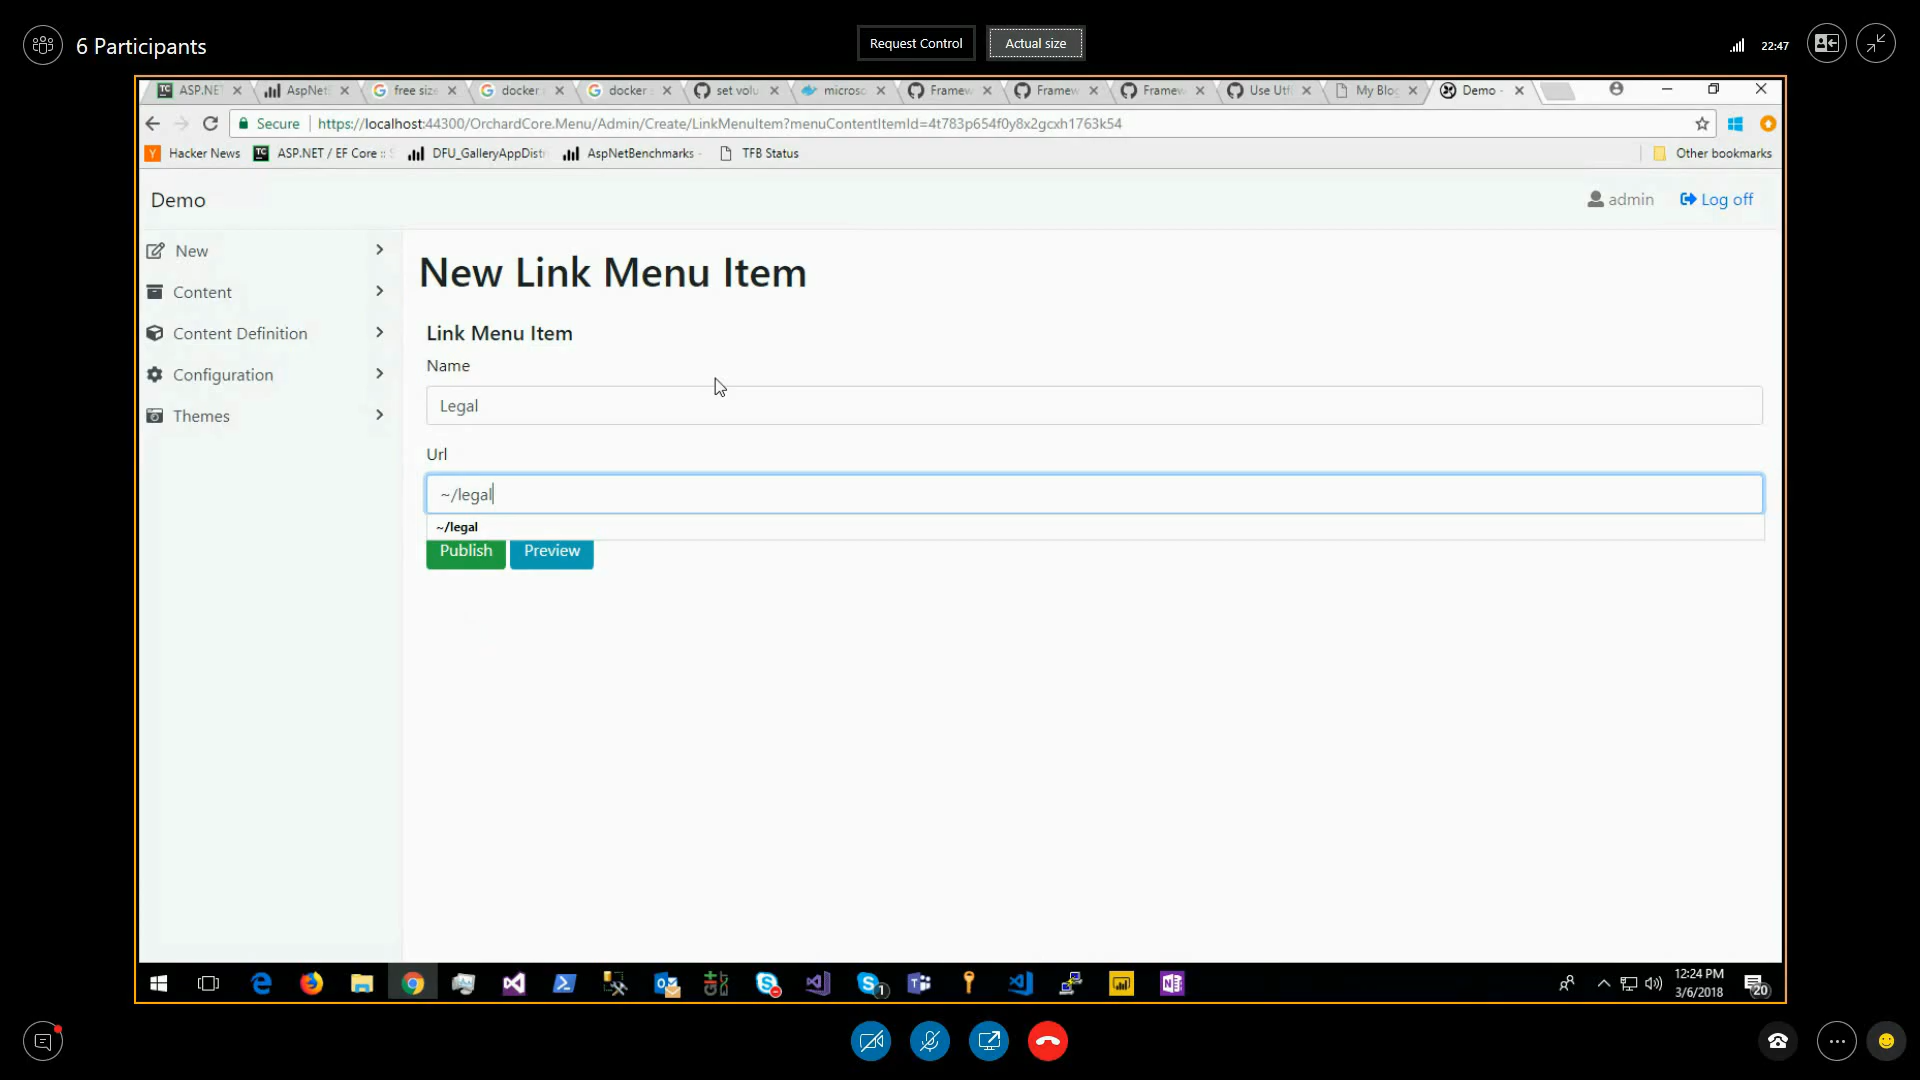 6 Participants
Request Control
Actual size
22:47
ASP.NE
AspNet
free size
docker
docker
set volu
microso
Framew
Framew
Framew
Use Utf
My Blo
Demo -
Secure
https://localhost:44300/OrchardCore.Menu/Admin/Create/LinkMenuItem?menuContentItemId=4t783p654f0y8x2gcxh1763k54
Hacker News
ASP.NET / EF Core ::
DFU_GalleryAppDistr
AspNetBenchmarks -
TFB Status
Other bookmarks
Demo
admin
Log off
New
Content
Content Definition
Configuration
Themes
New Link Menu Item
Link Menu Item
Name
Legal
Url
~/legal
~/legal
Publish
Preview
12:24 PM
3/6/2018
20